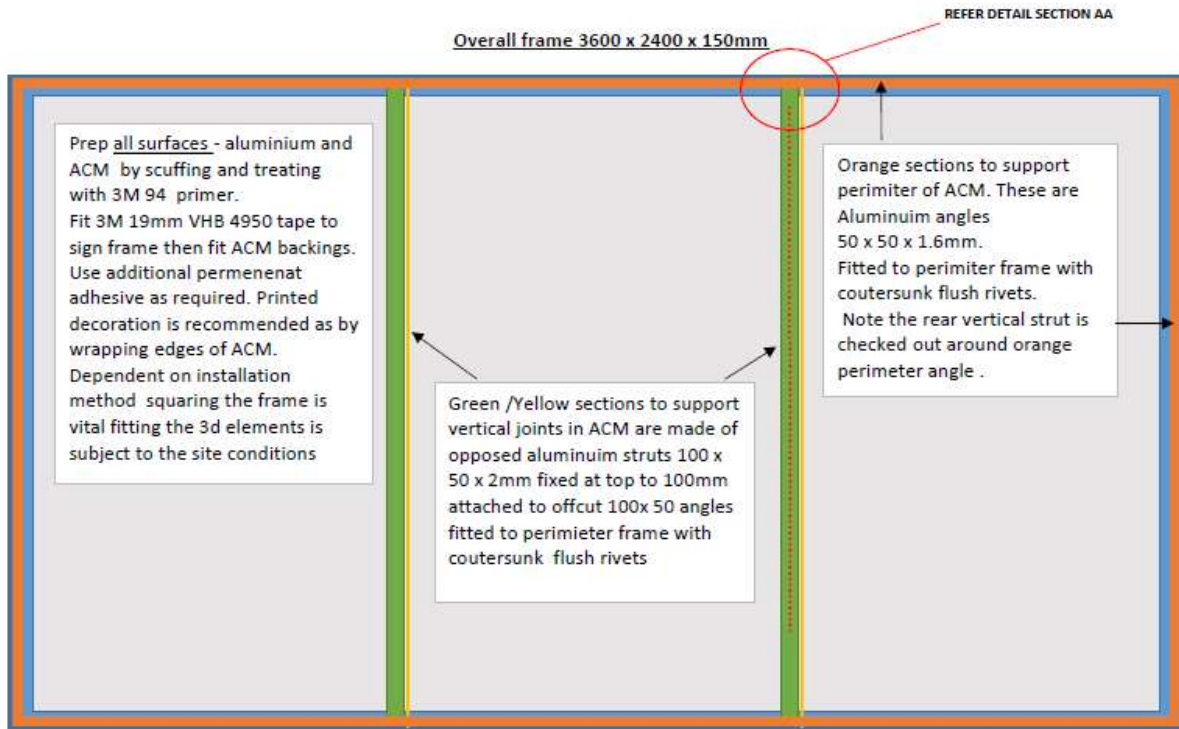 REFER DETAIL SECTION AA
Overall frame 3600 x 2400 x 150mm
Prep all surfaces - aluminium and
ACM by scuffing and treating
with 3M 94 primer.
Fit 3M 19mm VHB 4950 tape to
sign frame then fit ACM backings.
Use additional permenenat
adhesive as required. Printed
decoration is recommended as by
wrapping edges of ACM.
Dependent on installation
method squaring the frame is
vital fitting the 3d elements is
subject to the site conditions
Green /Yellow sections to support
vertical joints in ACM are made of
opposed aluminuim struts 100 x
50 x 2mm fixed at top to 100mm
attached to offcut 100x 50 angles
fitted to perimieter frame with
coutersunk flush rivets
Orange sections to support
perimiter of ACM. These are
Aluminuim angles
50 x 50 x 1.6mm.
Fitted to perimiter frame with
coutersunk flush rivets.
Note the rear vertical strut is
checked out around orange
perimeter angle .